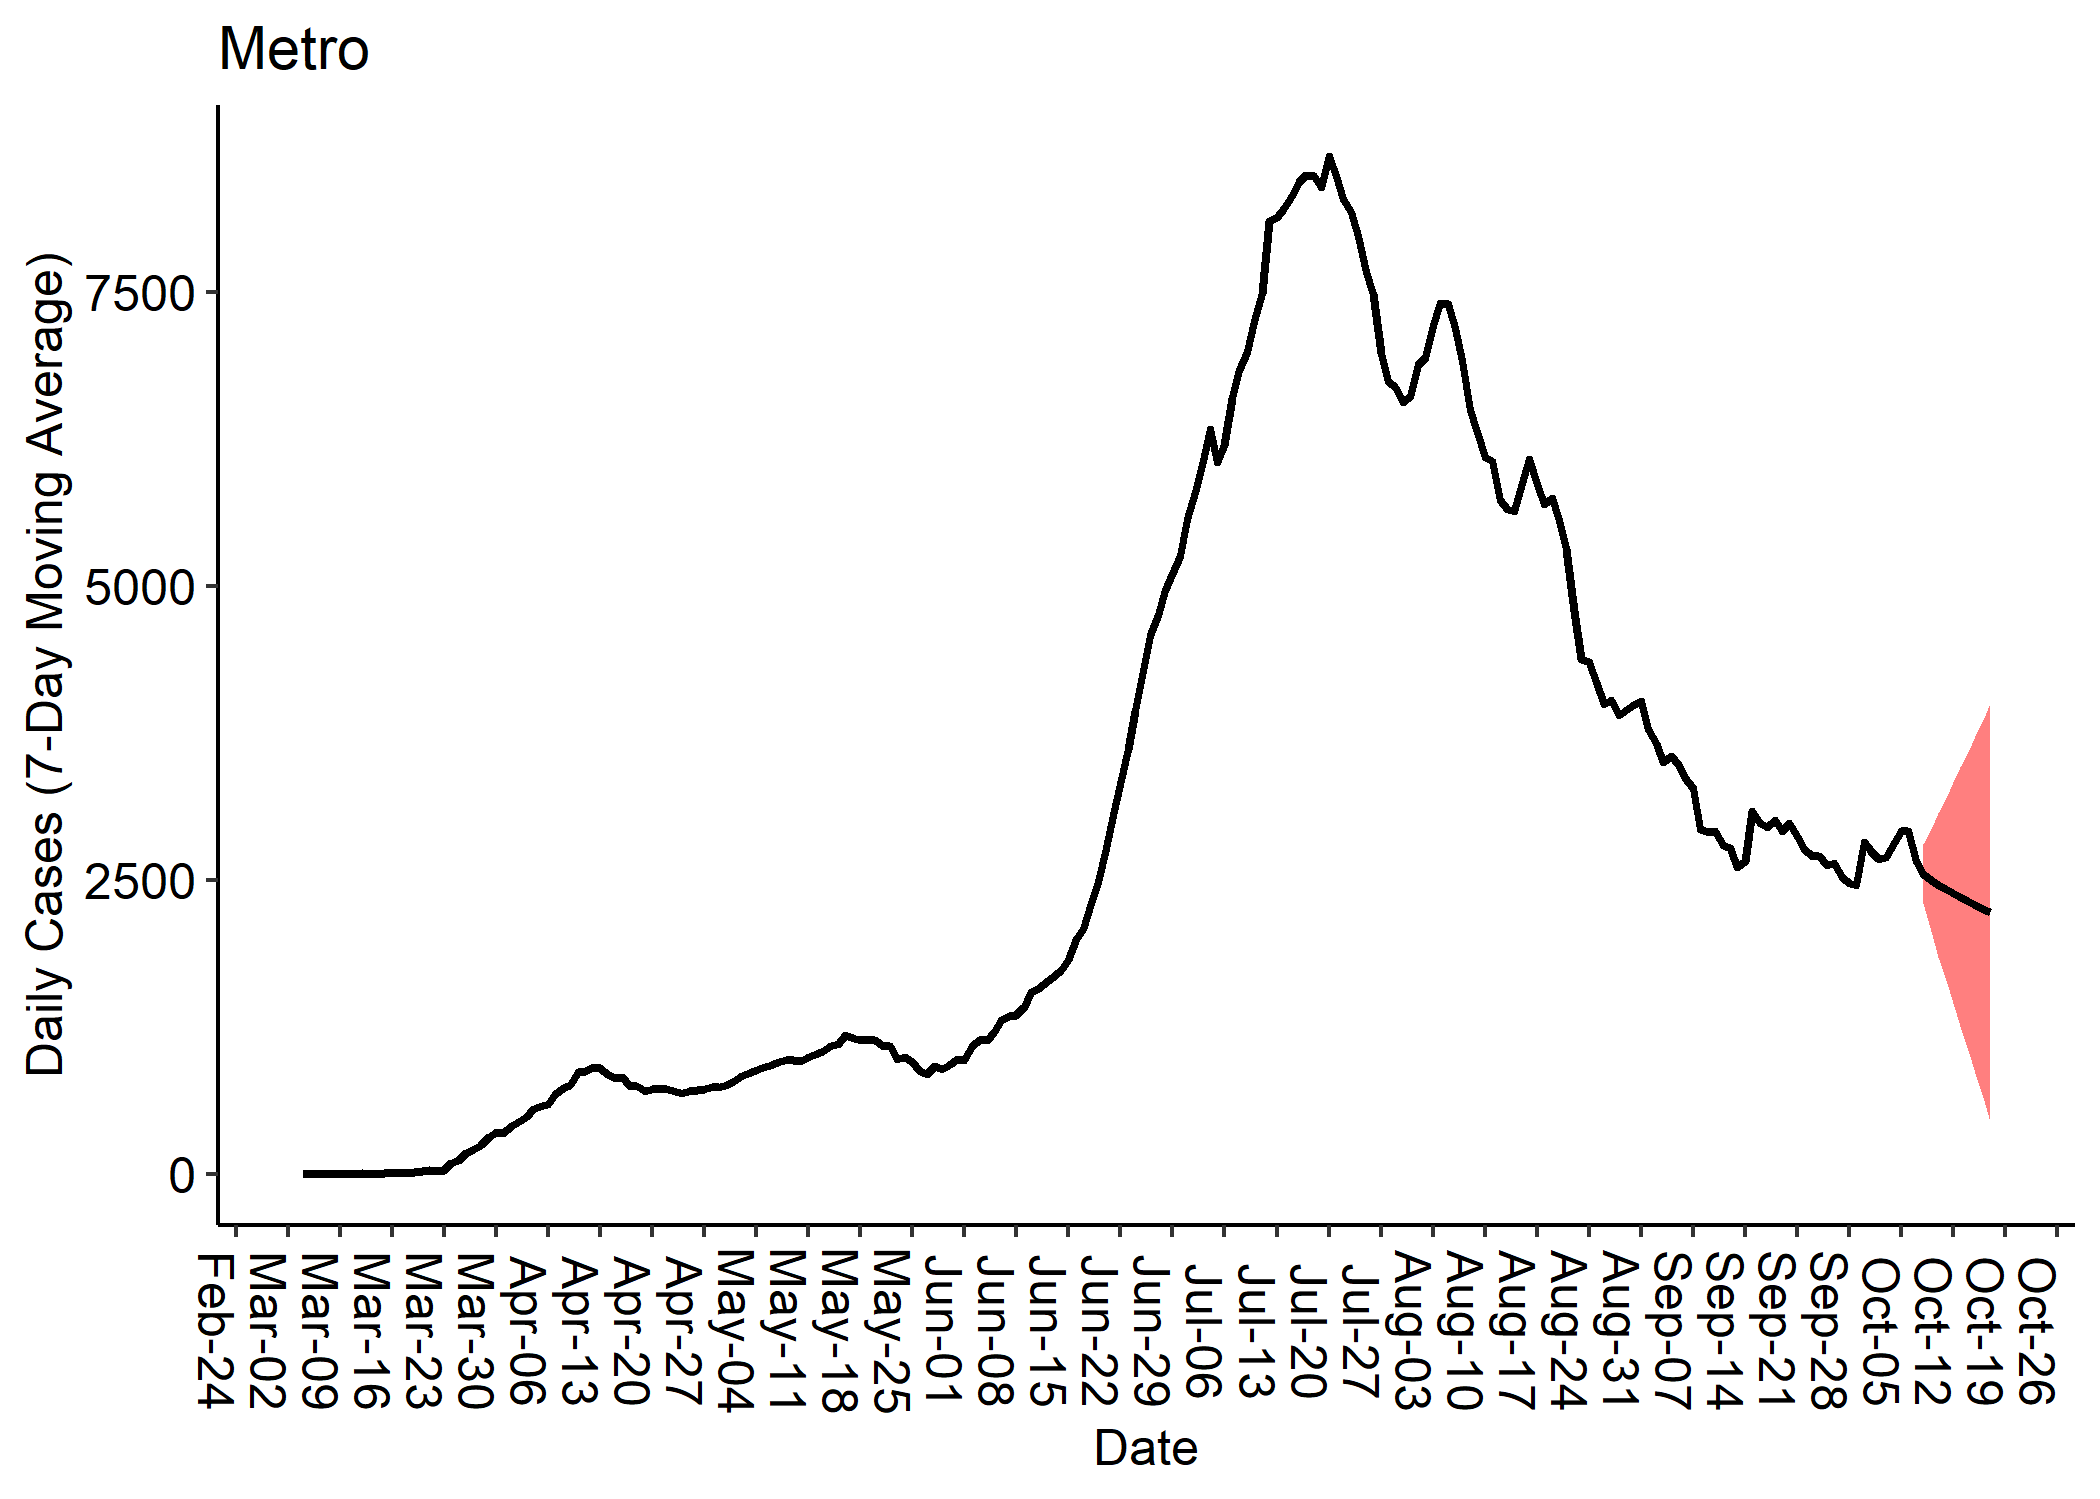 Metro
Daily Cases (7-Day Moving Average)
7500
5000
2500
0
Feb-24
Mar-02
Mar-09
Mar-16
Mar-23
Mar-30
Apr-06
Apr-13
Apr-20
Apr-27
May-04
May-11
May-18
May-25
Jun-01
Jun-08
Jun-15
Jun-22
Jun-29
Jul-06
Jul-13
Jul-20
Jul-27
Aug-03
Aug-10
Aug-17
Aug-24
Aug-31
Sep-07
Sep-14
Sep-21
Sep-28
Oct-05
Oct-12
Oct-19
Oct-26
Date